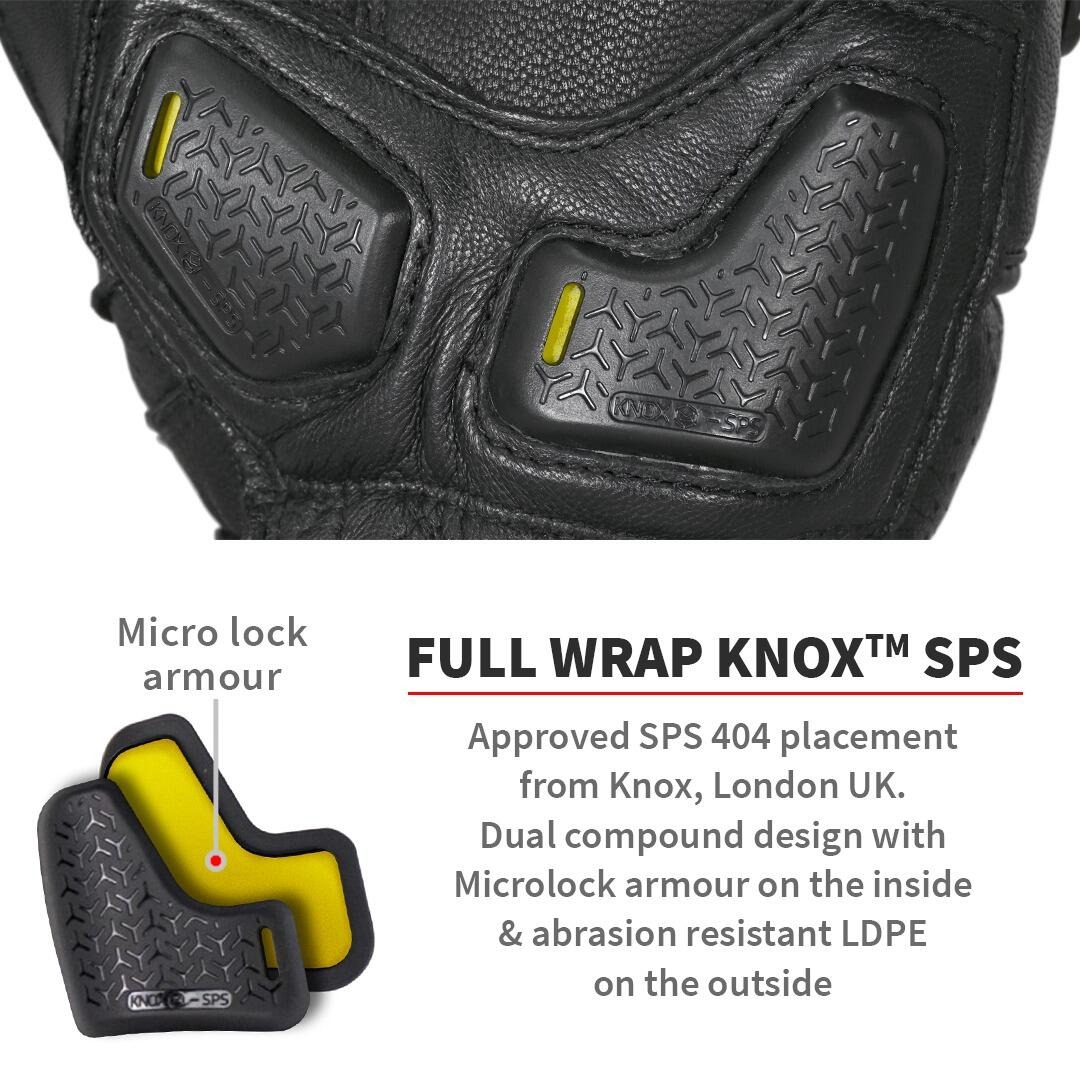 KNOX - SPS
KNOX - SPS
Micro lock
armour
FULL WRAP KNOX™ SPS
Approved SPS 404 placement
from Knox, London UK.
Dual compound design with
Microlock armour on the inside
& abrasion resistant LDPE
on the outside
KNOX - SPS